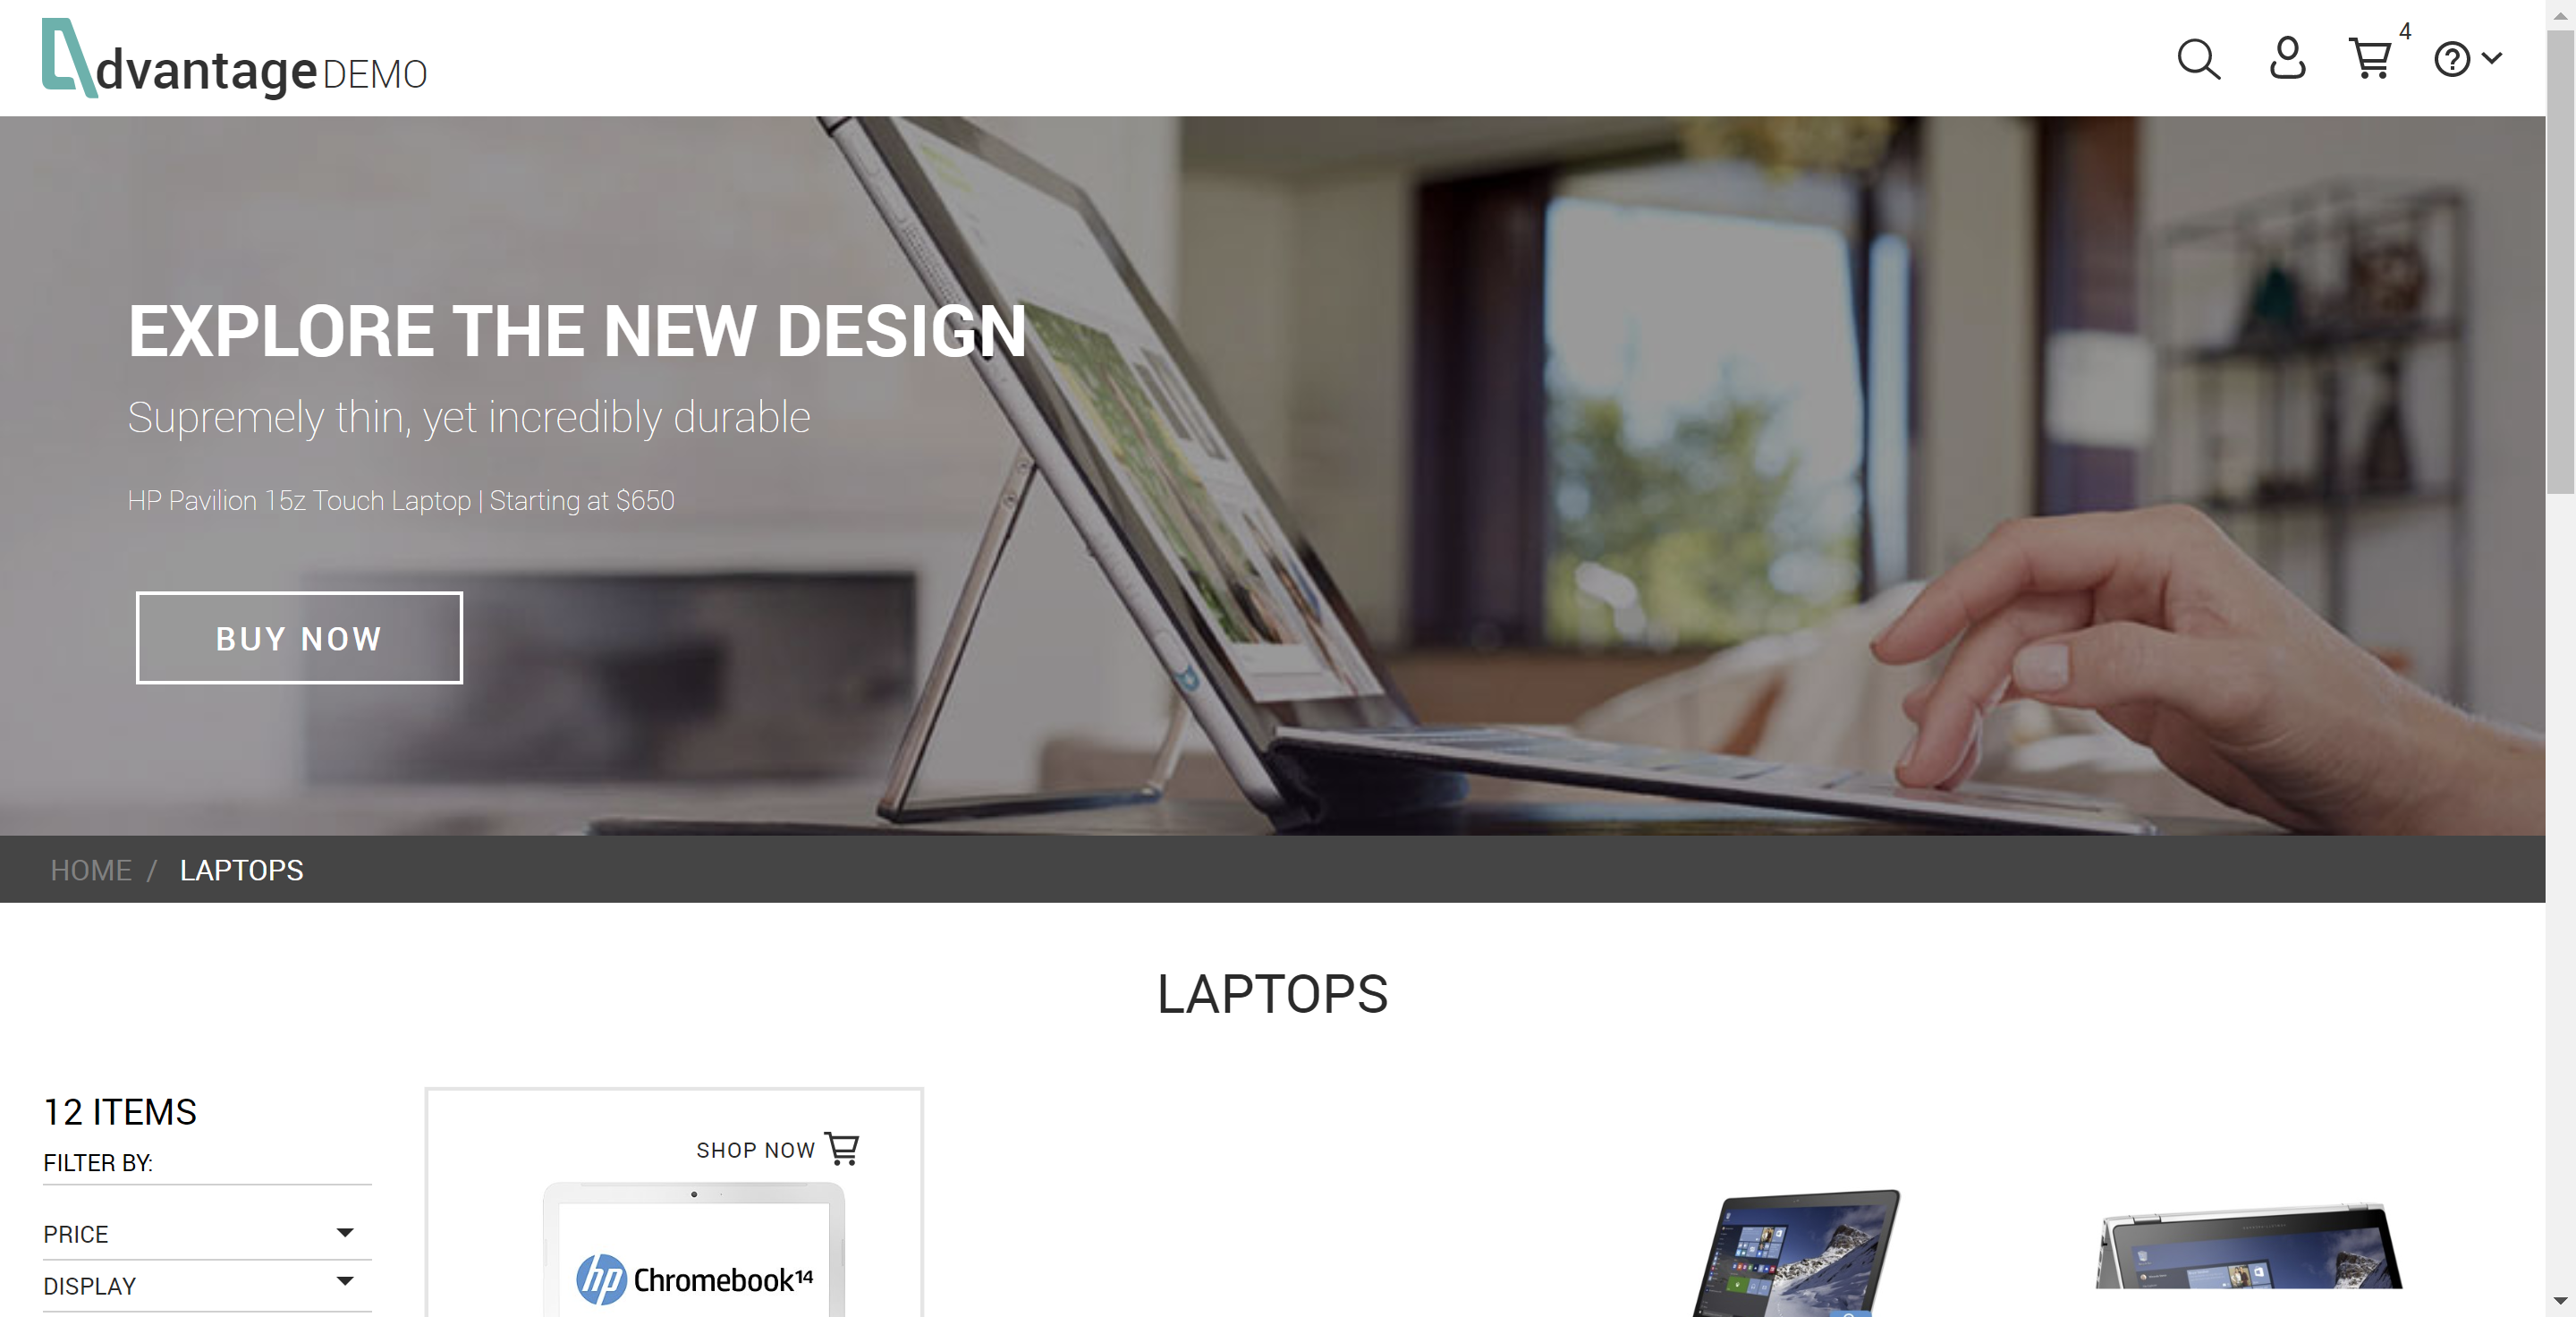 dvantage DEMO
4
EXPLORE THE NEW DESIGN
Supremely thin, yet incredibly durable
HP Pavilion 15z Touch Laptop | Starting at $650
BUY NOW
HOME / LAPTOPS
LAPTOPS
12 ITEMS
FILTER BY:
PRICE
DISPLAY
SHOP NOW
hp Chromebook14